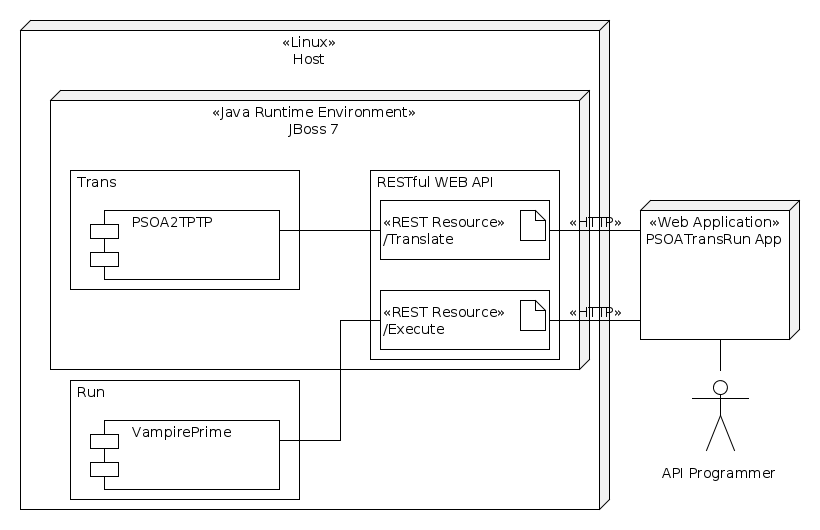 «Linux»
Host
«Java Runtime Environment»
JBoss 7
Trans
PSOA2TPTP
RESTful WEB API
«REST Resource»
/Translate
«HTTP»
«Web Application»
PSOATransRun App
«REST Resource»
/Execute
«HTTP»
Run
VampirePrime
API Programmer